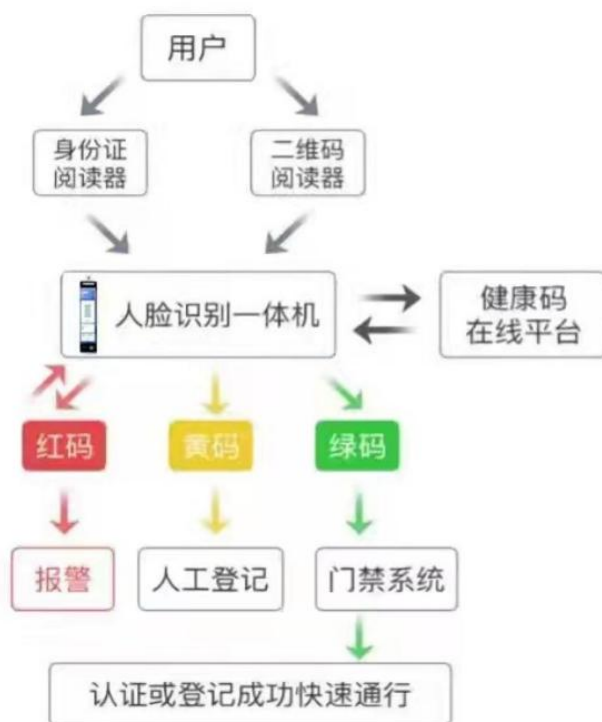 用户
身份证
阅读器
二维码
阅读器
人脸识别一体机
健康码
在线平台
红码
黄码
绿码
报警
人工登记
门禁系统
认证或登记成功快速通行